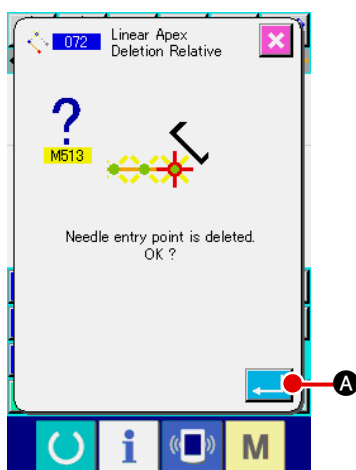 072
Linear Apex
Deletion Relative
?
M513
Needle entry point is deleted.
OK ?
A
i
M